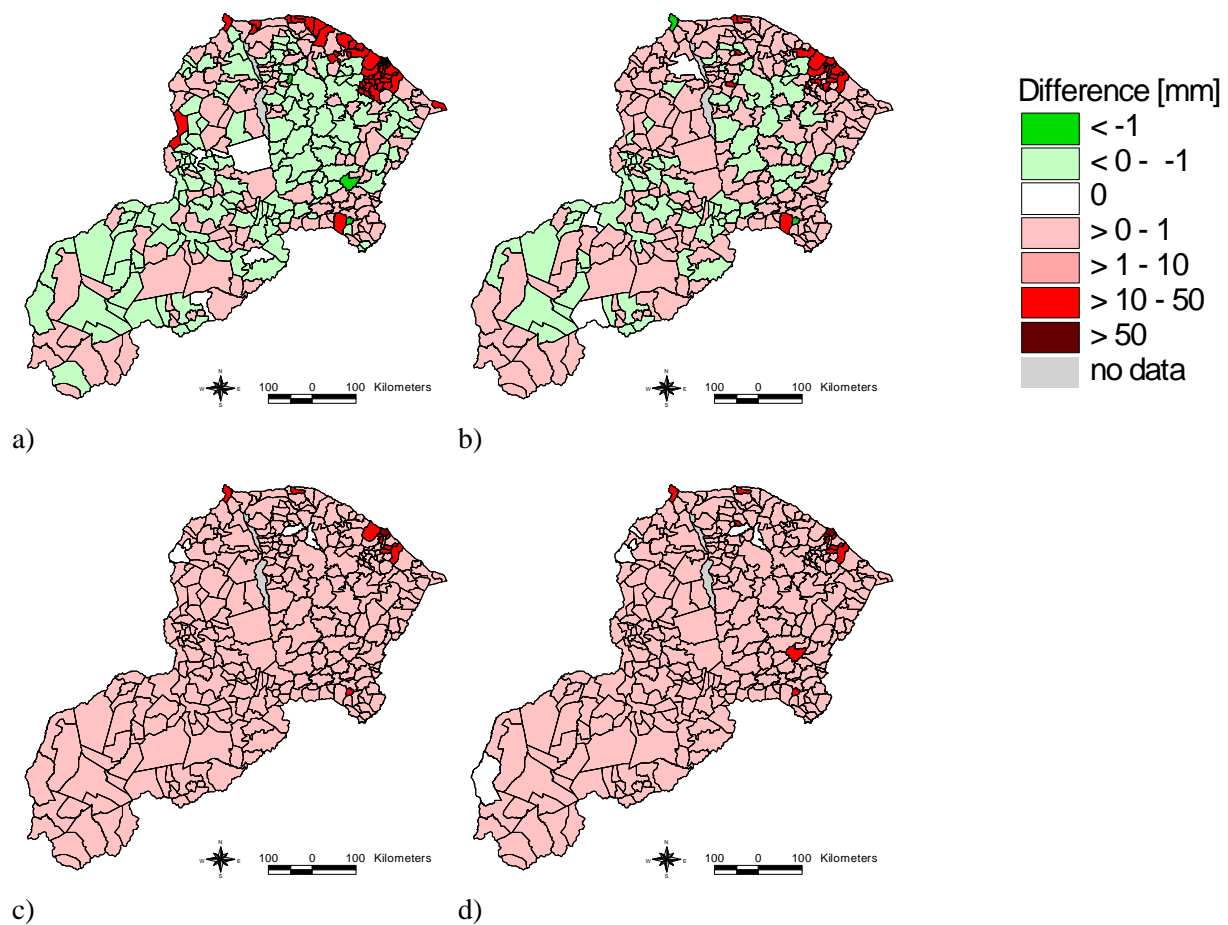 Difference [mm]
< -1
< 0 - -1
0
> 0 - 1
> 1 - 10
> 10 - 50
> 50
no data
N
W E
S
100 0 100 Kilometers
a)
N
W E
S
100 0 100 Kilometers
b)
N
W E
S
100 0 100 Kilometers
c)
N
W E
S
100 0 100 Kilometers
d)